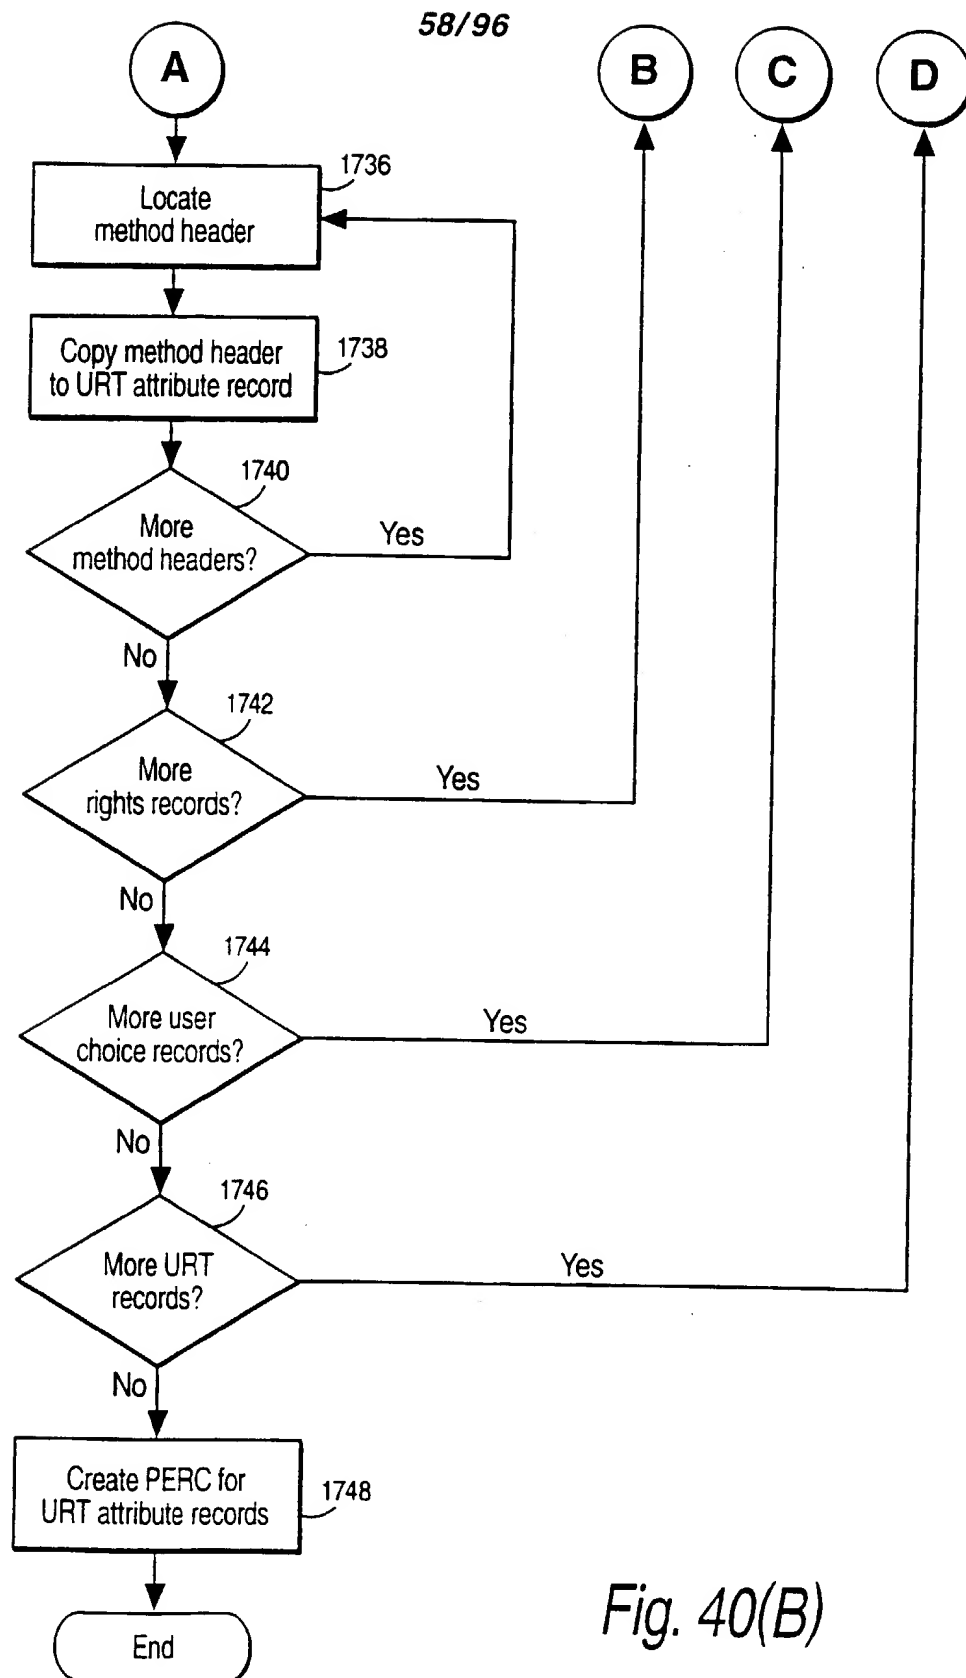 58/96
A
B
C
D
1736
Locate
method header
1738
Copy method header
to URT attribute record
1740
More
method headers?
Yes
No
1742
More
rights records?
Yes
No
1744
More user
choice records?
Yes
No
1746
More URT
records?
Yes
No
1748
Create PERC for
URT attribute records
End
Fig. 40(B)